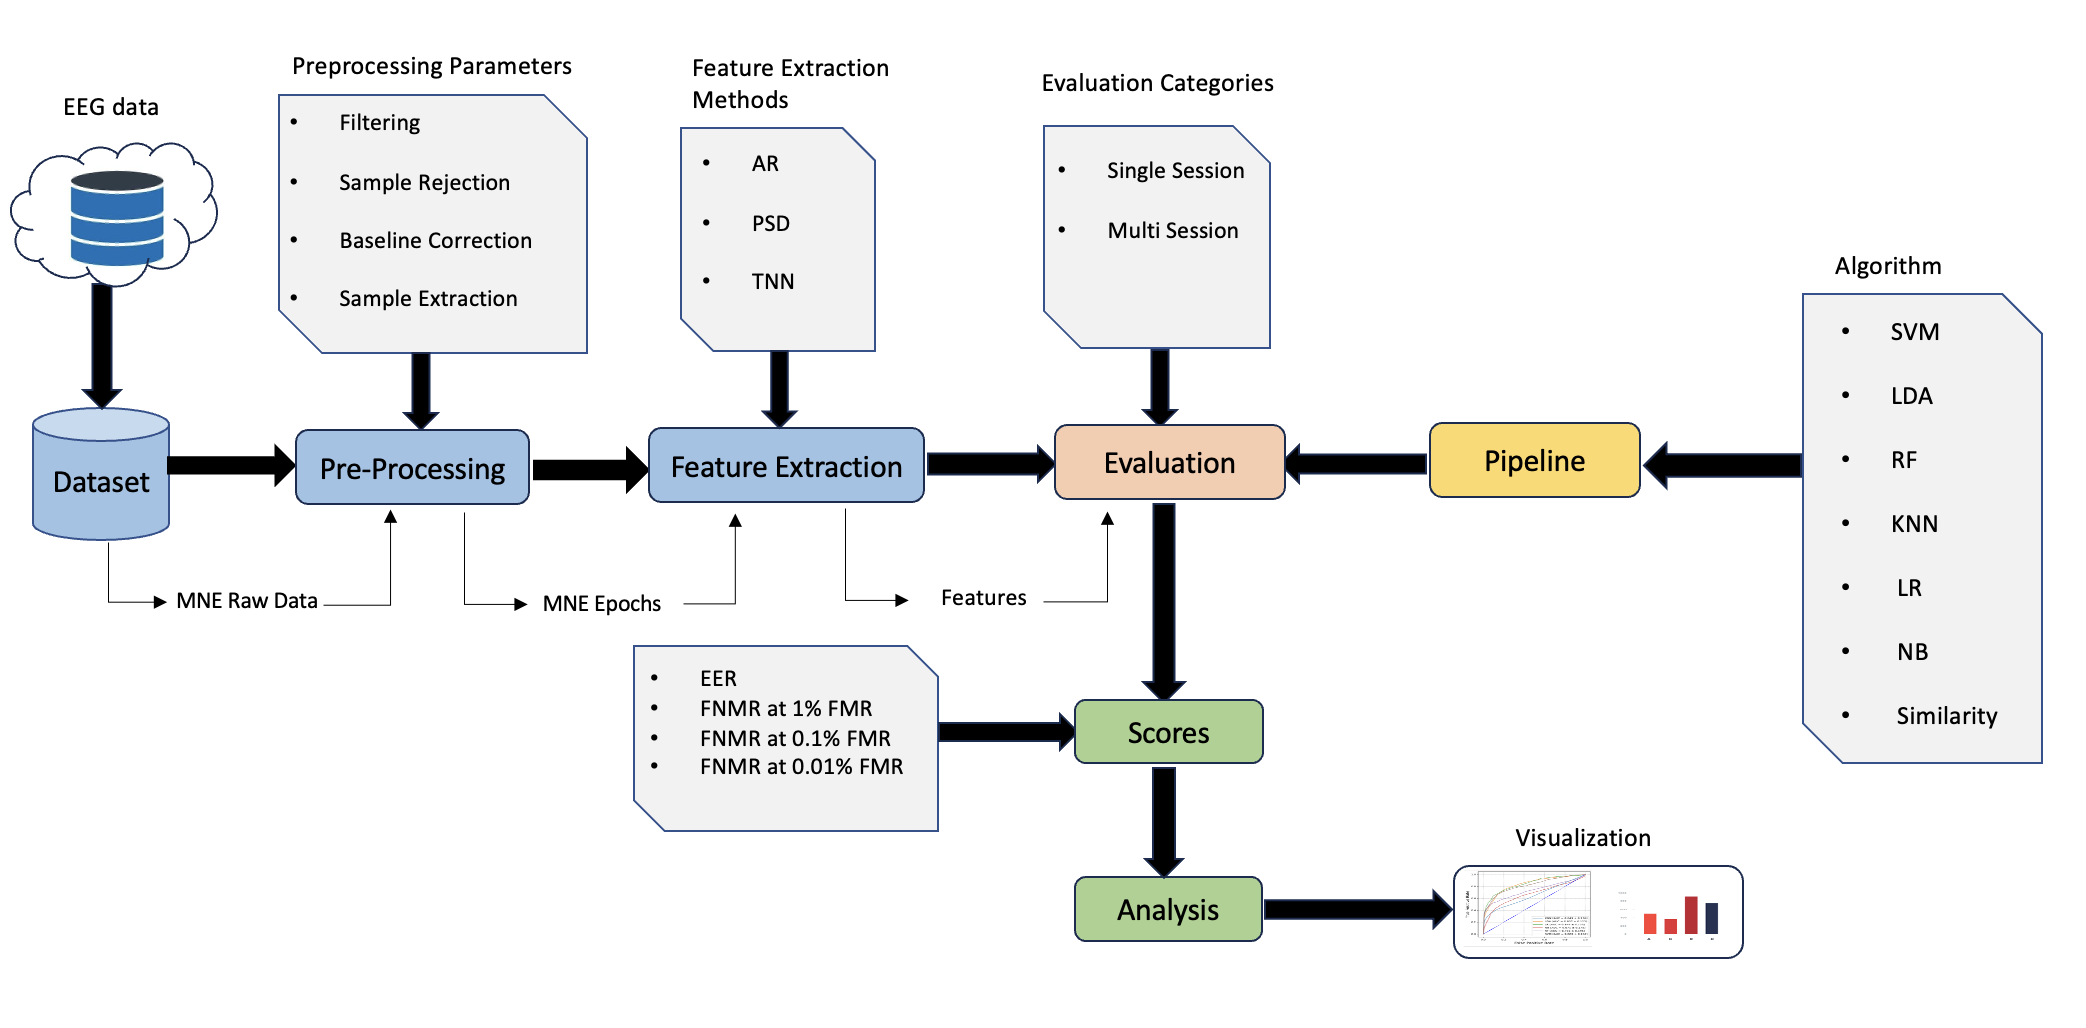 Preprocessing Parameters
Feature Extraction
Methods
Evaluation Categories
EEG data
• Filtering
• Sample Rejection
• Baseline Correction
• Sample Extraction
• AR
• PSD
• TNN
• Single Session
• Multi Session
Algorithm
• SVM
• LDA
• RF
• KNN
• LR
• NB
• Similarity
Dataset
Pre-Processing
Feature Extraction
Evaluation
Pipeline
MNE Raw Data
MNE Epochs
Features
• EER
• FNMR at 1% FMR
• FNMR at 0.1% FMR
• FNMR at 0.01% FMR
Scores
Analysis
Visualization